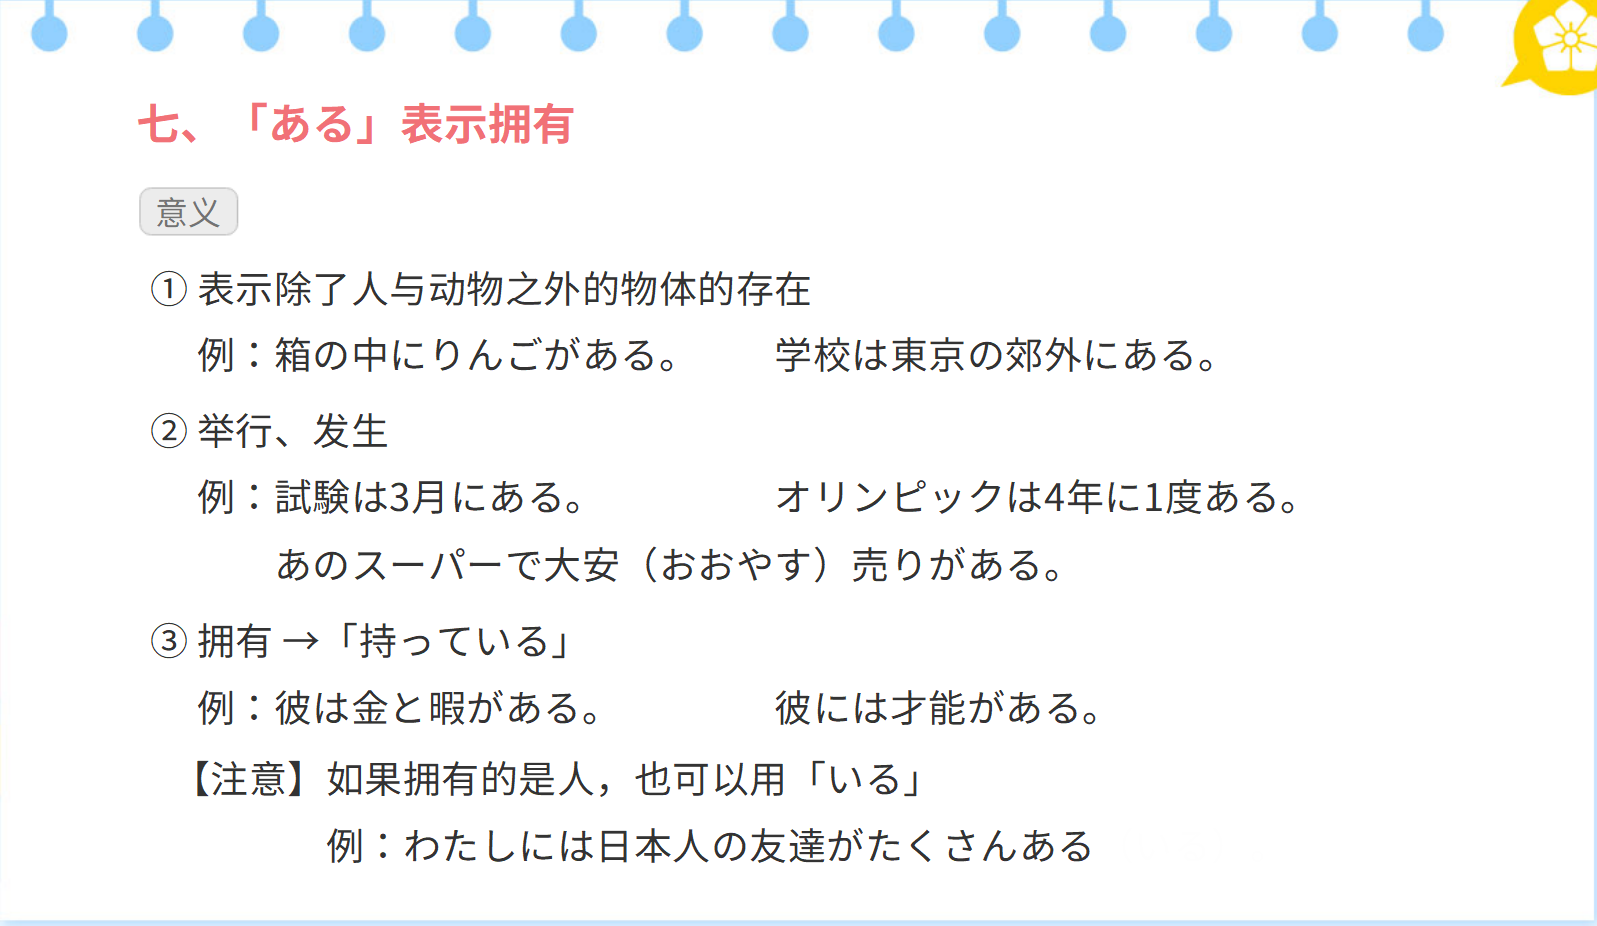 七、「ある」表示拥有
意义
① 表示除了人与动物之外的物体的存在
例：箱の中にりんごがある。 学校は東京の郊外にある。
② 举行、发生
例：試験は3月にある。 オリンピックは4年に1度ある。
あのスーパーで大安（おおやす）売りがある。
③ 拥有 →「持っている」
例：彼は金と暇がある。 彼には才能がある。
【注意】如果拥有的是人，也可以用「いる」
例：わたしには日本人の友達がたくさんある